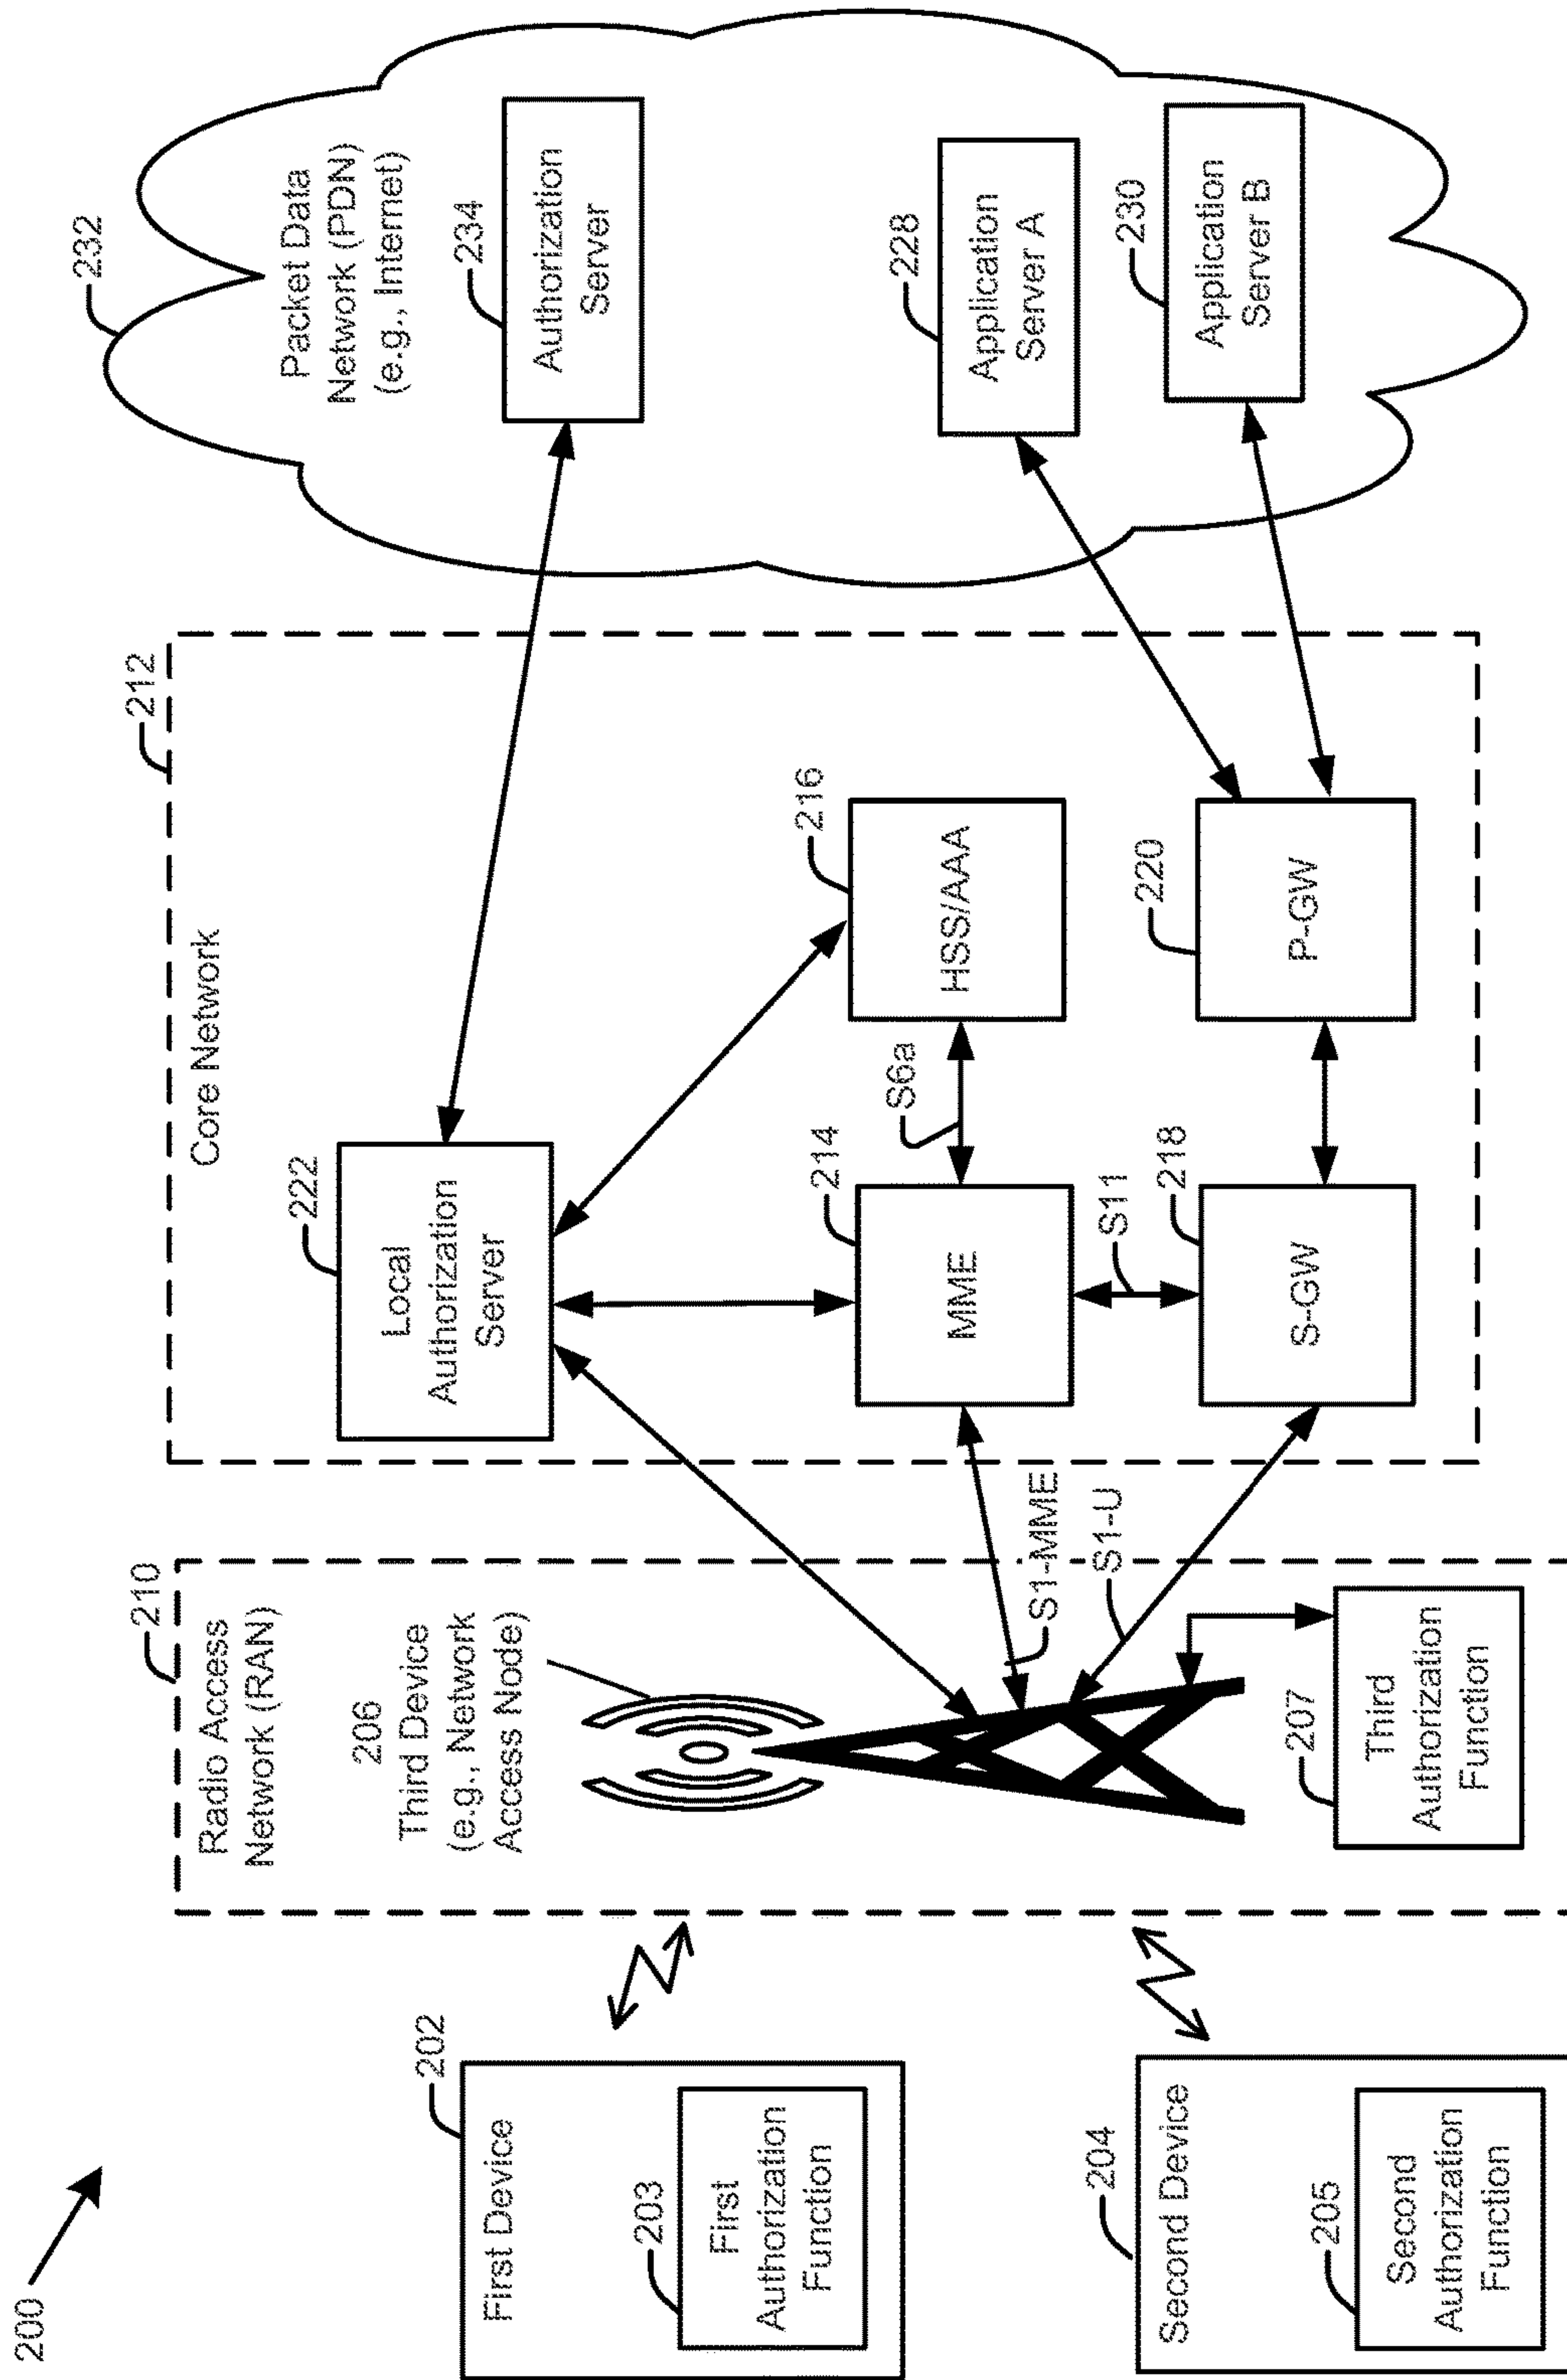 200
First Device
202
203
First
Authorization
Function
Second Device
204
205
Second
Authorization
Function
210
Radio Access
Network (RAN)
206
Third Device
(e.g., Network
Access Node)
S1-MME
S1-U
207
Third
Authorization
Function
212
Core Network
222
Local
Authorization
Server
214
MME
S6a
216
HSS/AAA
S11
218
S-GW
220
P-GW
232
Packet Data
Network (PDN)
(e.g., Internet)
234
Authorization
Server
228
Application
Server A
230
Application
Server B